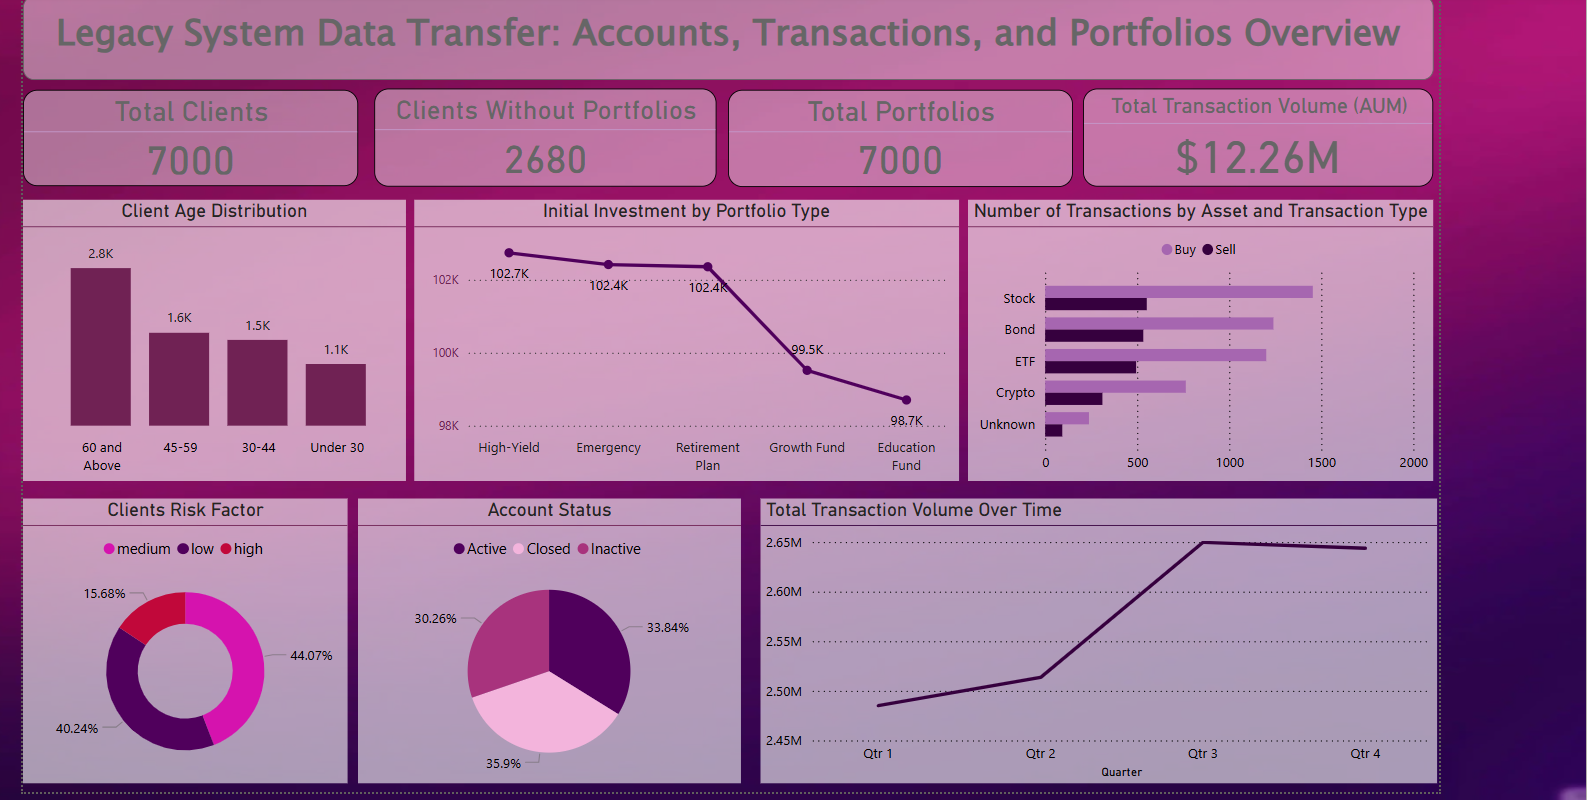 Legacy System Data Transfer: Accounts, Transactions, and Portfolios Overview
Total Clients
7000
Clients Without Portfolios
2680
Total Portfolios
7000
Total Transaction Volume (AUM)
$12.26M
Client Age Distribution
2.8K
1.6K
1.5K
1.1K
60 and
Above
45-59
30-44
Under 30
Initial Investment by Portfolio Type
102K
100K
98K
102.7K
102.4K
102.4K
99.5K
98.7K
High-Yield
Emergency
Retirement
Plan
Growth Fund
Education
Fund
Number of Transactions by Asset and Transaction Type
Buy Sell
Stock
Bond
ETF
Crypto
Unknown
0 500 1000 1500 2000
Clients Risk Factor
medium low high
15.68%
44.07%
40.24%
Account Status
Active Closed Inactive
30.26%
33.84%
35.9%
Total Transaction Volume Over Time
2.65M
2.60M
2.55M
2.50M
2.45M
Qtr 1 Qtr 2 Qtr 3 Qtr 4
Quarter